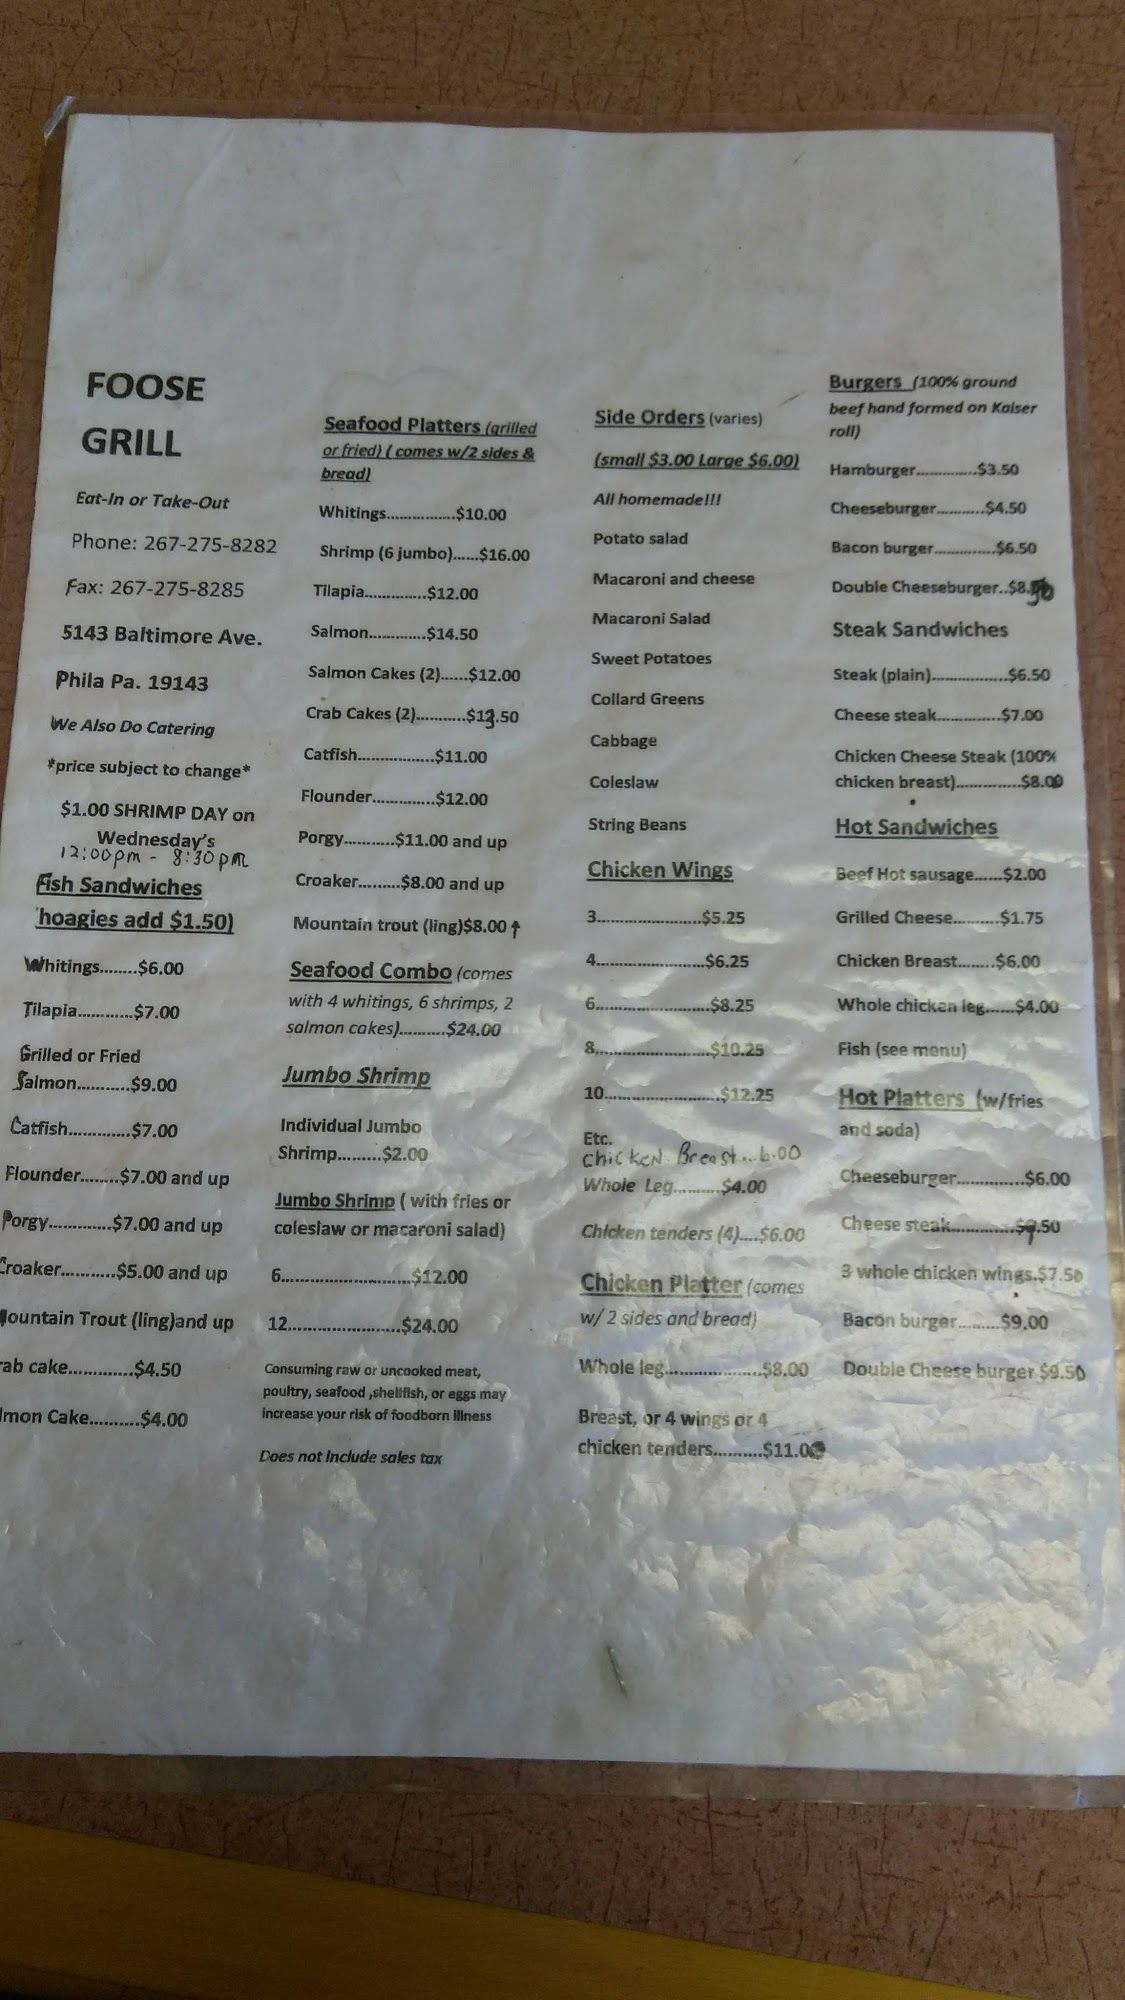 FOOSE
GRILL
Eat-In or Take-Out
Phone: 267-275-8282
Fax: 267-275-8285
5143 Baltimore Ave.
Phila Pa. 19143
We Also Do Catering
*price subject to change*
$1.00 SHRIMP DAY on
Wednesday's
12:00pm - 8:30pm
Fish Sandwiches
hoagies add $1.50)
Whitings........$6.00
Tilapia............$7.00
Grilled or Fried
Salmon...........$9.00
Catfish.............$7.00
Flounder........$7.00 and up
Porgy.............$7.00 and up
Croaker...........$5.00 and up
ountain Trout (ling)and up
rab cake.............$4.50
lmon Cake..........$4.00
Seafood Platters (grilled
or fried) ( comes w/2 sides &
bread)
Whitings................$10.00
Shrimp (6 jumbo)......$16.00
Tilapia..............$12.00
Salmon.............$14.50
Salmon Cakes (2)......$12.00
Crab Cakes (2)...........$13.50
Catfish..................$11.00
Flounder..............$12.00
Porgy...........$11.00 and up
Croaker.........$8.00 and up
Mountain trout (ling)$8.00 ↑
Seafood Combo (comes
with 4 whitings, 6 shrimps, 2
salmon cakes)..........$24.00
Jumbo Shrimp
Individual Jumbo
Shrimp.........$2.00
Jumbo Shrimp ( with fries or
coleslaw or macaroni salad)
6.............................$12.00
12.........................$24.00
Consuming raw or uncooked meat,
poultry, seafood ,shellfish, or eggs may
increase your risk of foodborn illness
Does not include sales tax
Side Orders (varies)
(small $3.00 Large $6.00)
All homemade!!!
Potato salad
Macaroni and cheese
Macaroni Salad
Sweet Potatoes
Collard Greens
Cabbage
Coleslaw
String Beans
Chicken Wings
3.......................$5.25
4........................$6.25
6.........................$8.25
8.........................$10.25
10.........................$12.25
Etc.
Chicken Breast...6.00
Whole Leg..........$4.00
Chicken tenders (4)....$6.00
Chicken Platter (comes
w/ 2 sides and bread)
Whole leg.....................$8.00
Breast, or 4 wings or 4
chicken tenders..........$11.00
Burgers (100% ground
beef hand formed on Kaiser
roll)
Hamburger.............$3.50
Cheeseburger...........$4.50
Bacon burger.............$6.50
Double Cheeseburger..$8.50
Steak Sandwiches
Steak (plain).................$6.50
Cheese steak.............$7.00
Chicken Cheese Steak (100%
chicken breast)..............$8.00
Hot Sandwiches
Beef Hot sausage......$2.00
Grilled Cheese..........$1.75
Chicken Breast........$6.00
Whole chicken leg......$4.00
Fish (see menu)
Hot Platters (w/fries
and soda)
Cheeseburger...............$6.00
Cheese steak..............$9.50
3 whole chicken wings.$7.50
Bacon burger.........$9.00
Double Cheese burger $9.50